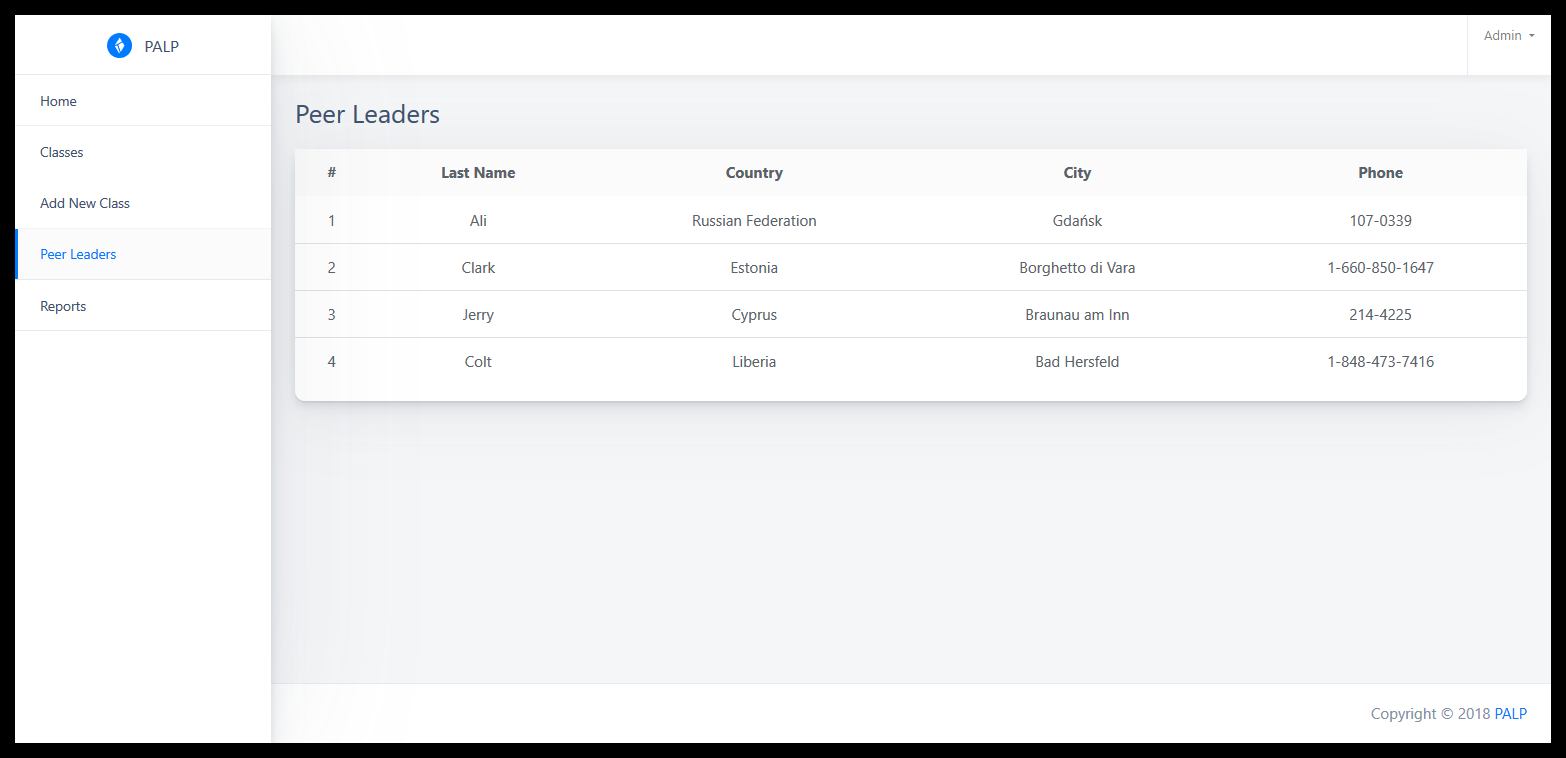 PALP
Admin
Home
Classes
Add New Class
Peer Leaders
Reports
Peer Leaders
# Last Name Country City Phone
1 Ali Russian Federation Gdańsk 107-0339
2 Clark Estonia Borghetto di Vara 1-660-850-1647
3 Jerry Cyprus Braunau am Inn 214-4225
4 Colt Liberia Bad Hersfeld 1-848-473-7416
Copyright © 2018 PALP